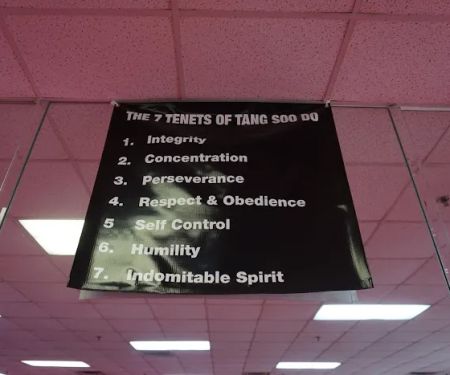 THE 7 TENETS OF TANG SOO DO
1. Integrity
2. Concentration
3. Perseverance
4. Respect & Obedience
5 Self Control
6. Humility
7. Indomitable Spirit